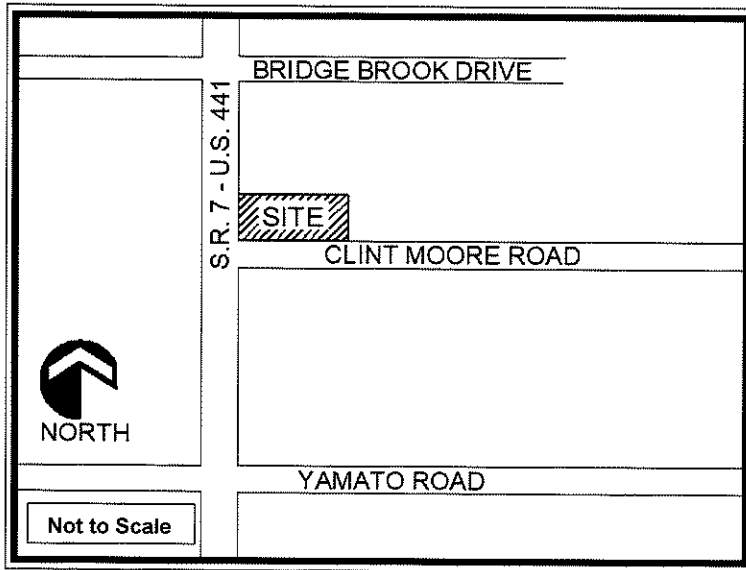 BRIDGE BROOK DRIVE
S.R. 7 - U.S. 441
SITE
CLINT MOORE ROAD
NORTH
YAMATO ROAD
Not to Scale